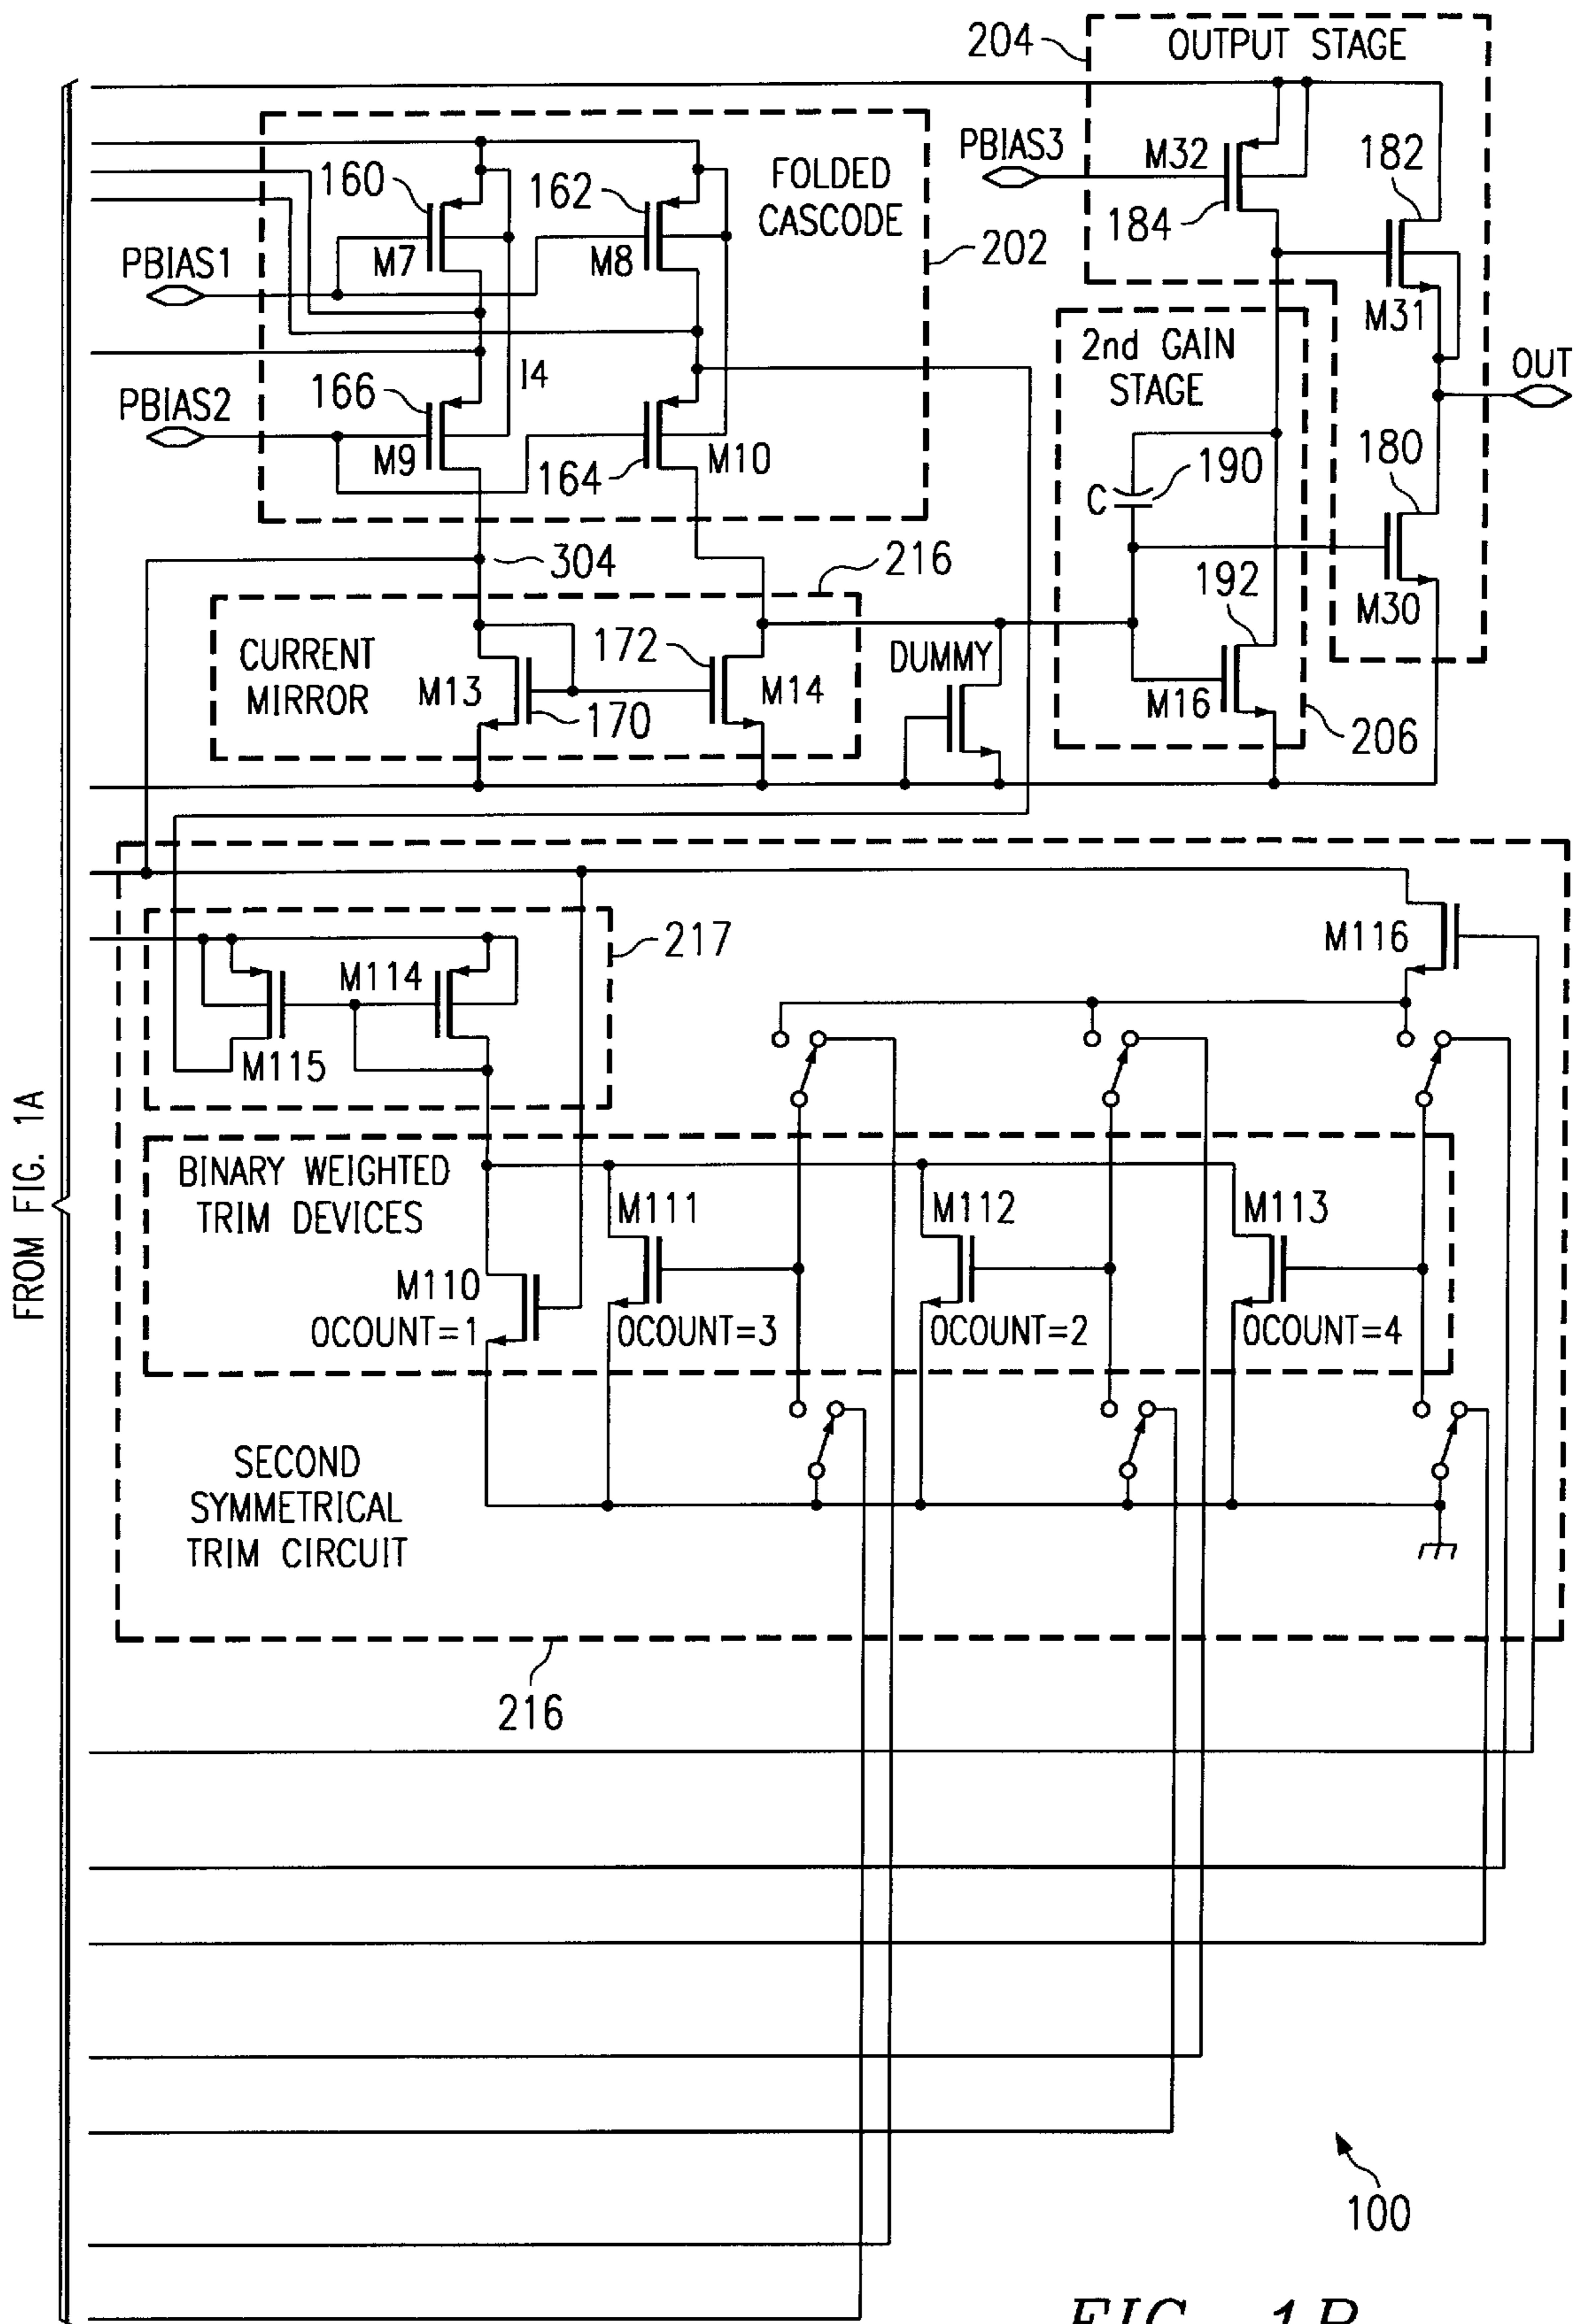 204
OUTPUT STAGE
PBIAS3
M32
182
160
162
FOLDED
CASCODE
184
M7
M8
202
PBIAS1
M31
2nd GAIN
STAGE
OUT
I4
166
PBIAS2
M9
164
M10
190
180
C
304
216
192
M30
CURRENT
MIRROR
172
DUMMY
M13
M14
170
M16
206
217
M116
M114
M115
FROM FIG. 1A
BINARY WEIGHTED
TRIM DEVICES
M111
M112
M113
M110
OCOUNT=1
OCOUNT=3
OCOUNT=2
OCOUNT=4
SECOND
SYMMETRICAL
TRIM CIRCUIT
216
100
FIG. 1B